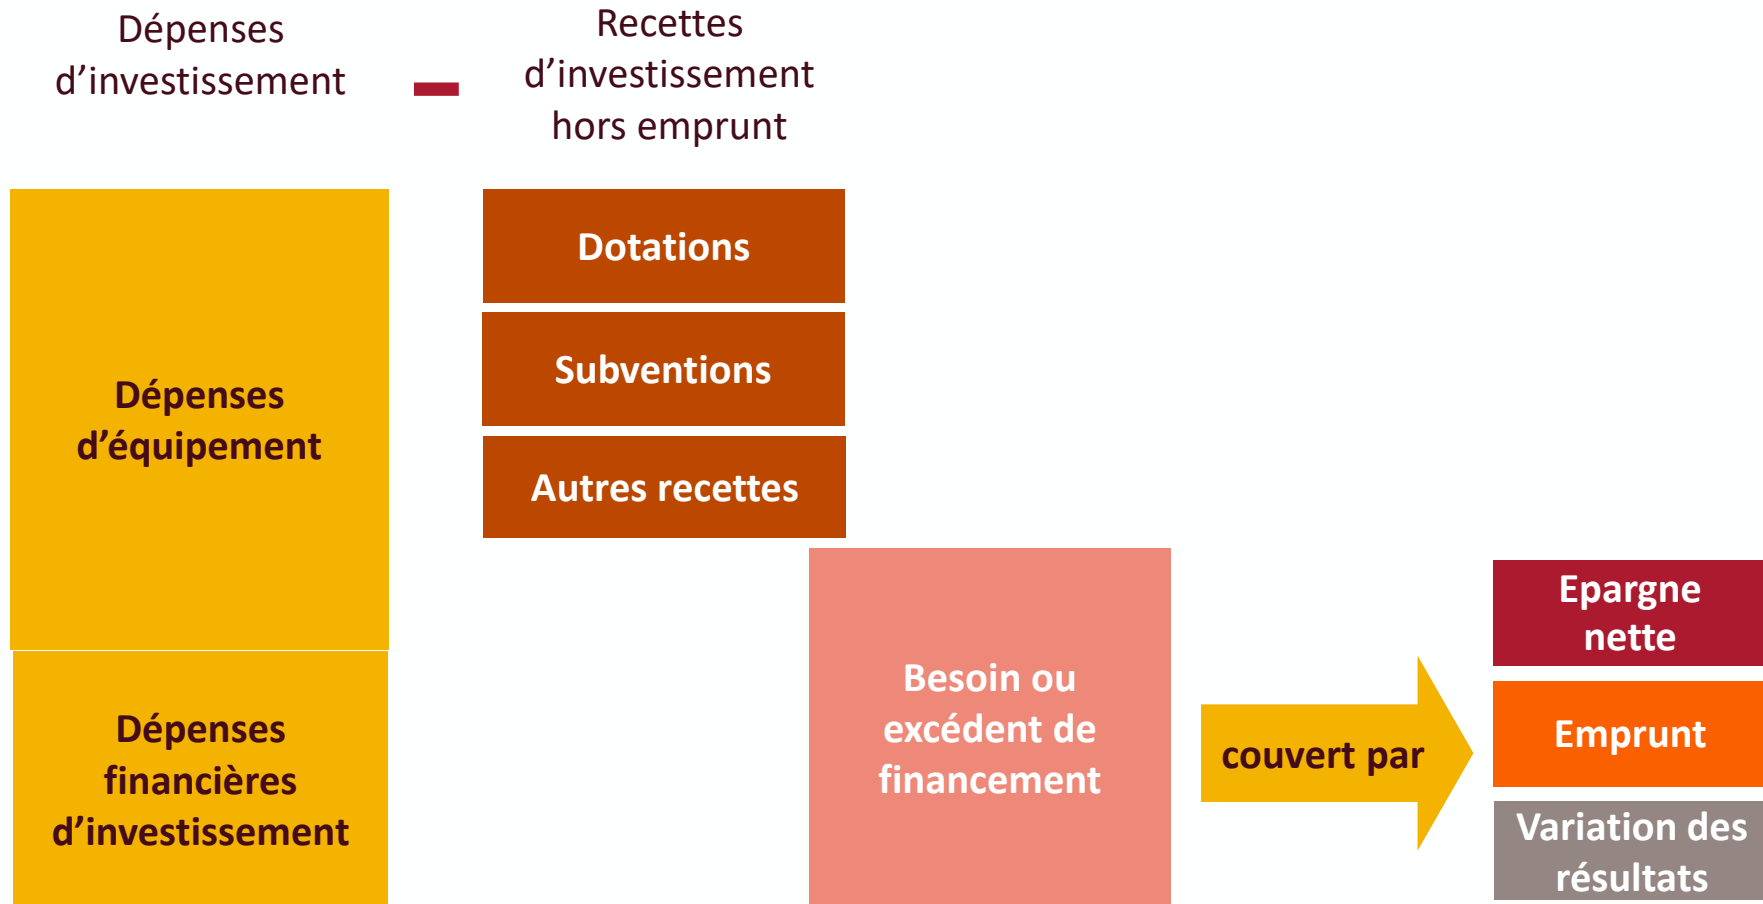 Dépenses
d’investissement
Recettes
d’investissement
hors emprunt
Dépenses
d’équipement
Dépenses
financières
d’investissement
Dotations
Subventions
Autres recettes
Besoin ou
excédent de
financement
couvert par
Epargne
nette
Emprunt
Variation des
résultats